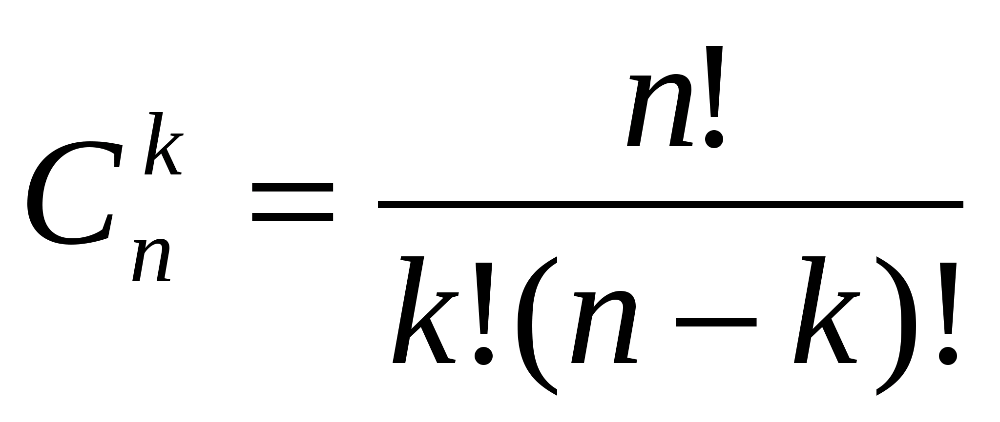 C_n^k = n! / k!(n − k)!